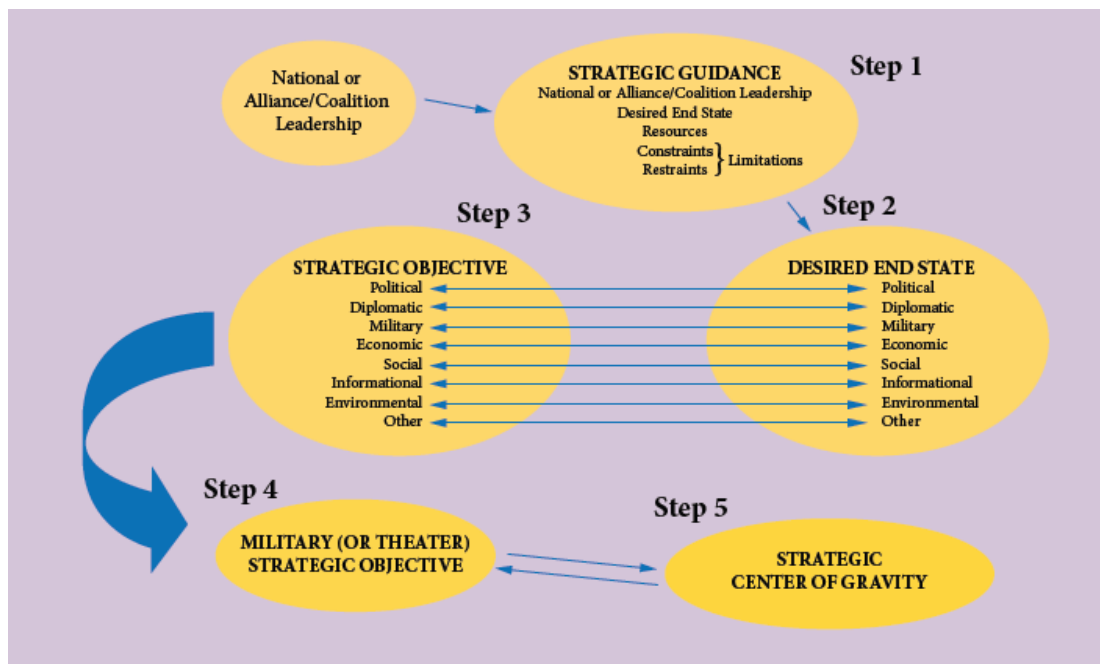 National or
Alliance/Coalition
Leadership
Step 1
STRATEGIC GUIDANCE
National or Alliance/Coalition Leadership
Desired End State
Resources
Constraints
Restraints
} Limitations
Step 2
DESIRED END STATE
Political
Diplomatic
Military
Economic
Social
Informational
Environmental
Other
Step 3
STRATEGIC OBJECTIVE
Political
Diplomatic
Military
Economic
Social
Informational
Environmental
Other
Step 4
MILITARY (OR THEATER)
STRATEGIC OBJECTIVE
Step 5
STRATEGIC
CENTER OF GRAVITY